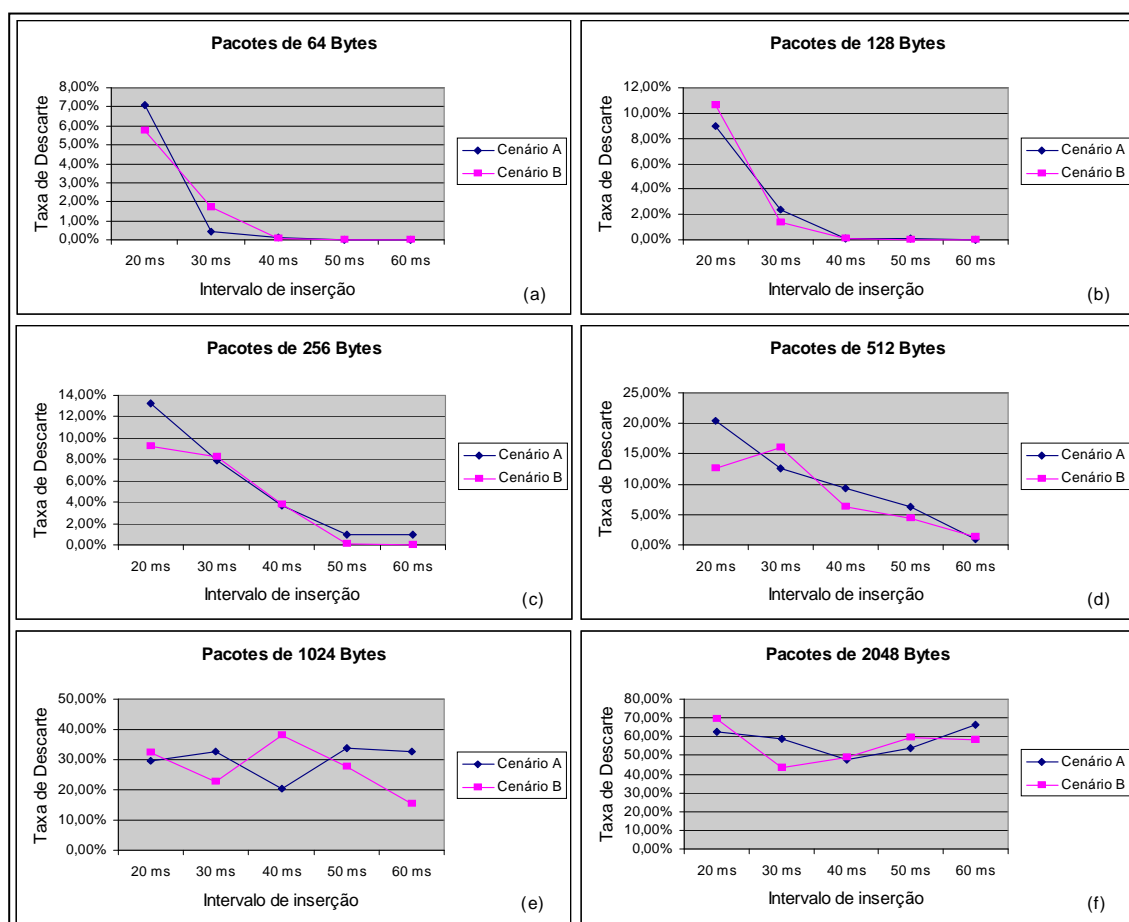 Pacotes de 64 Bytes
Taxa de Descarte
8,00%
7,00%
6,00%
5,00%
4,00%
3,00%
2,00%
1,00%
0,00%
20 ms 30 ms 40 ms 50 ms 60 ms
Intervalo de inserção
Cenário A
Cenário B
(a)
Pacotes de 128 Bytes
Taxa de Descarte
12,00%
10,00%
8,00%
6,00%
4,00%
2,00%
0,00%
20 ms 30 ms 40 ms 50 ms 60 ms
Intervalo de inserção
Cenário A
Cenário B
(b)
Pacotes de 256 Bytes
Taxa de Descarte
14,00%
12,00%
10,00%
8,00%
6,00%
4,00%
2,00%
0,00%
20 ms 30 ms 40 ms 50 ms 60 ms
Intervalo de inserção
Cenário A
Cenário B
(c)
Pacotes de 512 Bytes
Taxa de Descarte
25,00%
20,00%
15,00%
10,00%
5,00%
0,00%
20 ms 30 ms 40 ms 50 ms 60 ms
Intervalo de inserção
Cenário A
Cenário B
(d)
Pacotes de 1024 Bytes
Taxa de Descarte
50,00%
40,00%
30,00%
20,00%
10,00%
0,00%
20 ms 30 ms 40 ms 50 ms 60 ms
Intervalo de inserção
Cenário A
Cenário B
(e)
Pacotes de 2048 Bytes
Taxa de Descarte
80,00%
70,00%
60,00%
50,00%
40,00%
30,00%
20,00%
10,00%
0,00%
20 ms 30 ms 40 ms 50 ms 60 ms
Intervalo de inserção
Cenário A
Cenário B
(f)